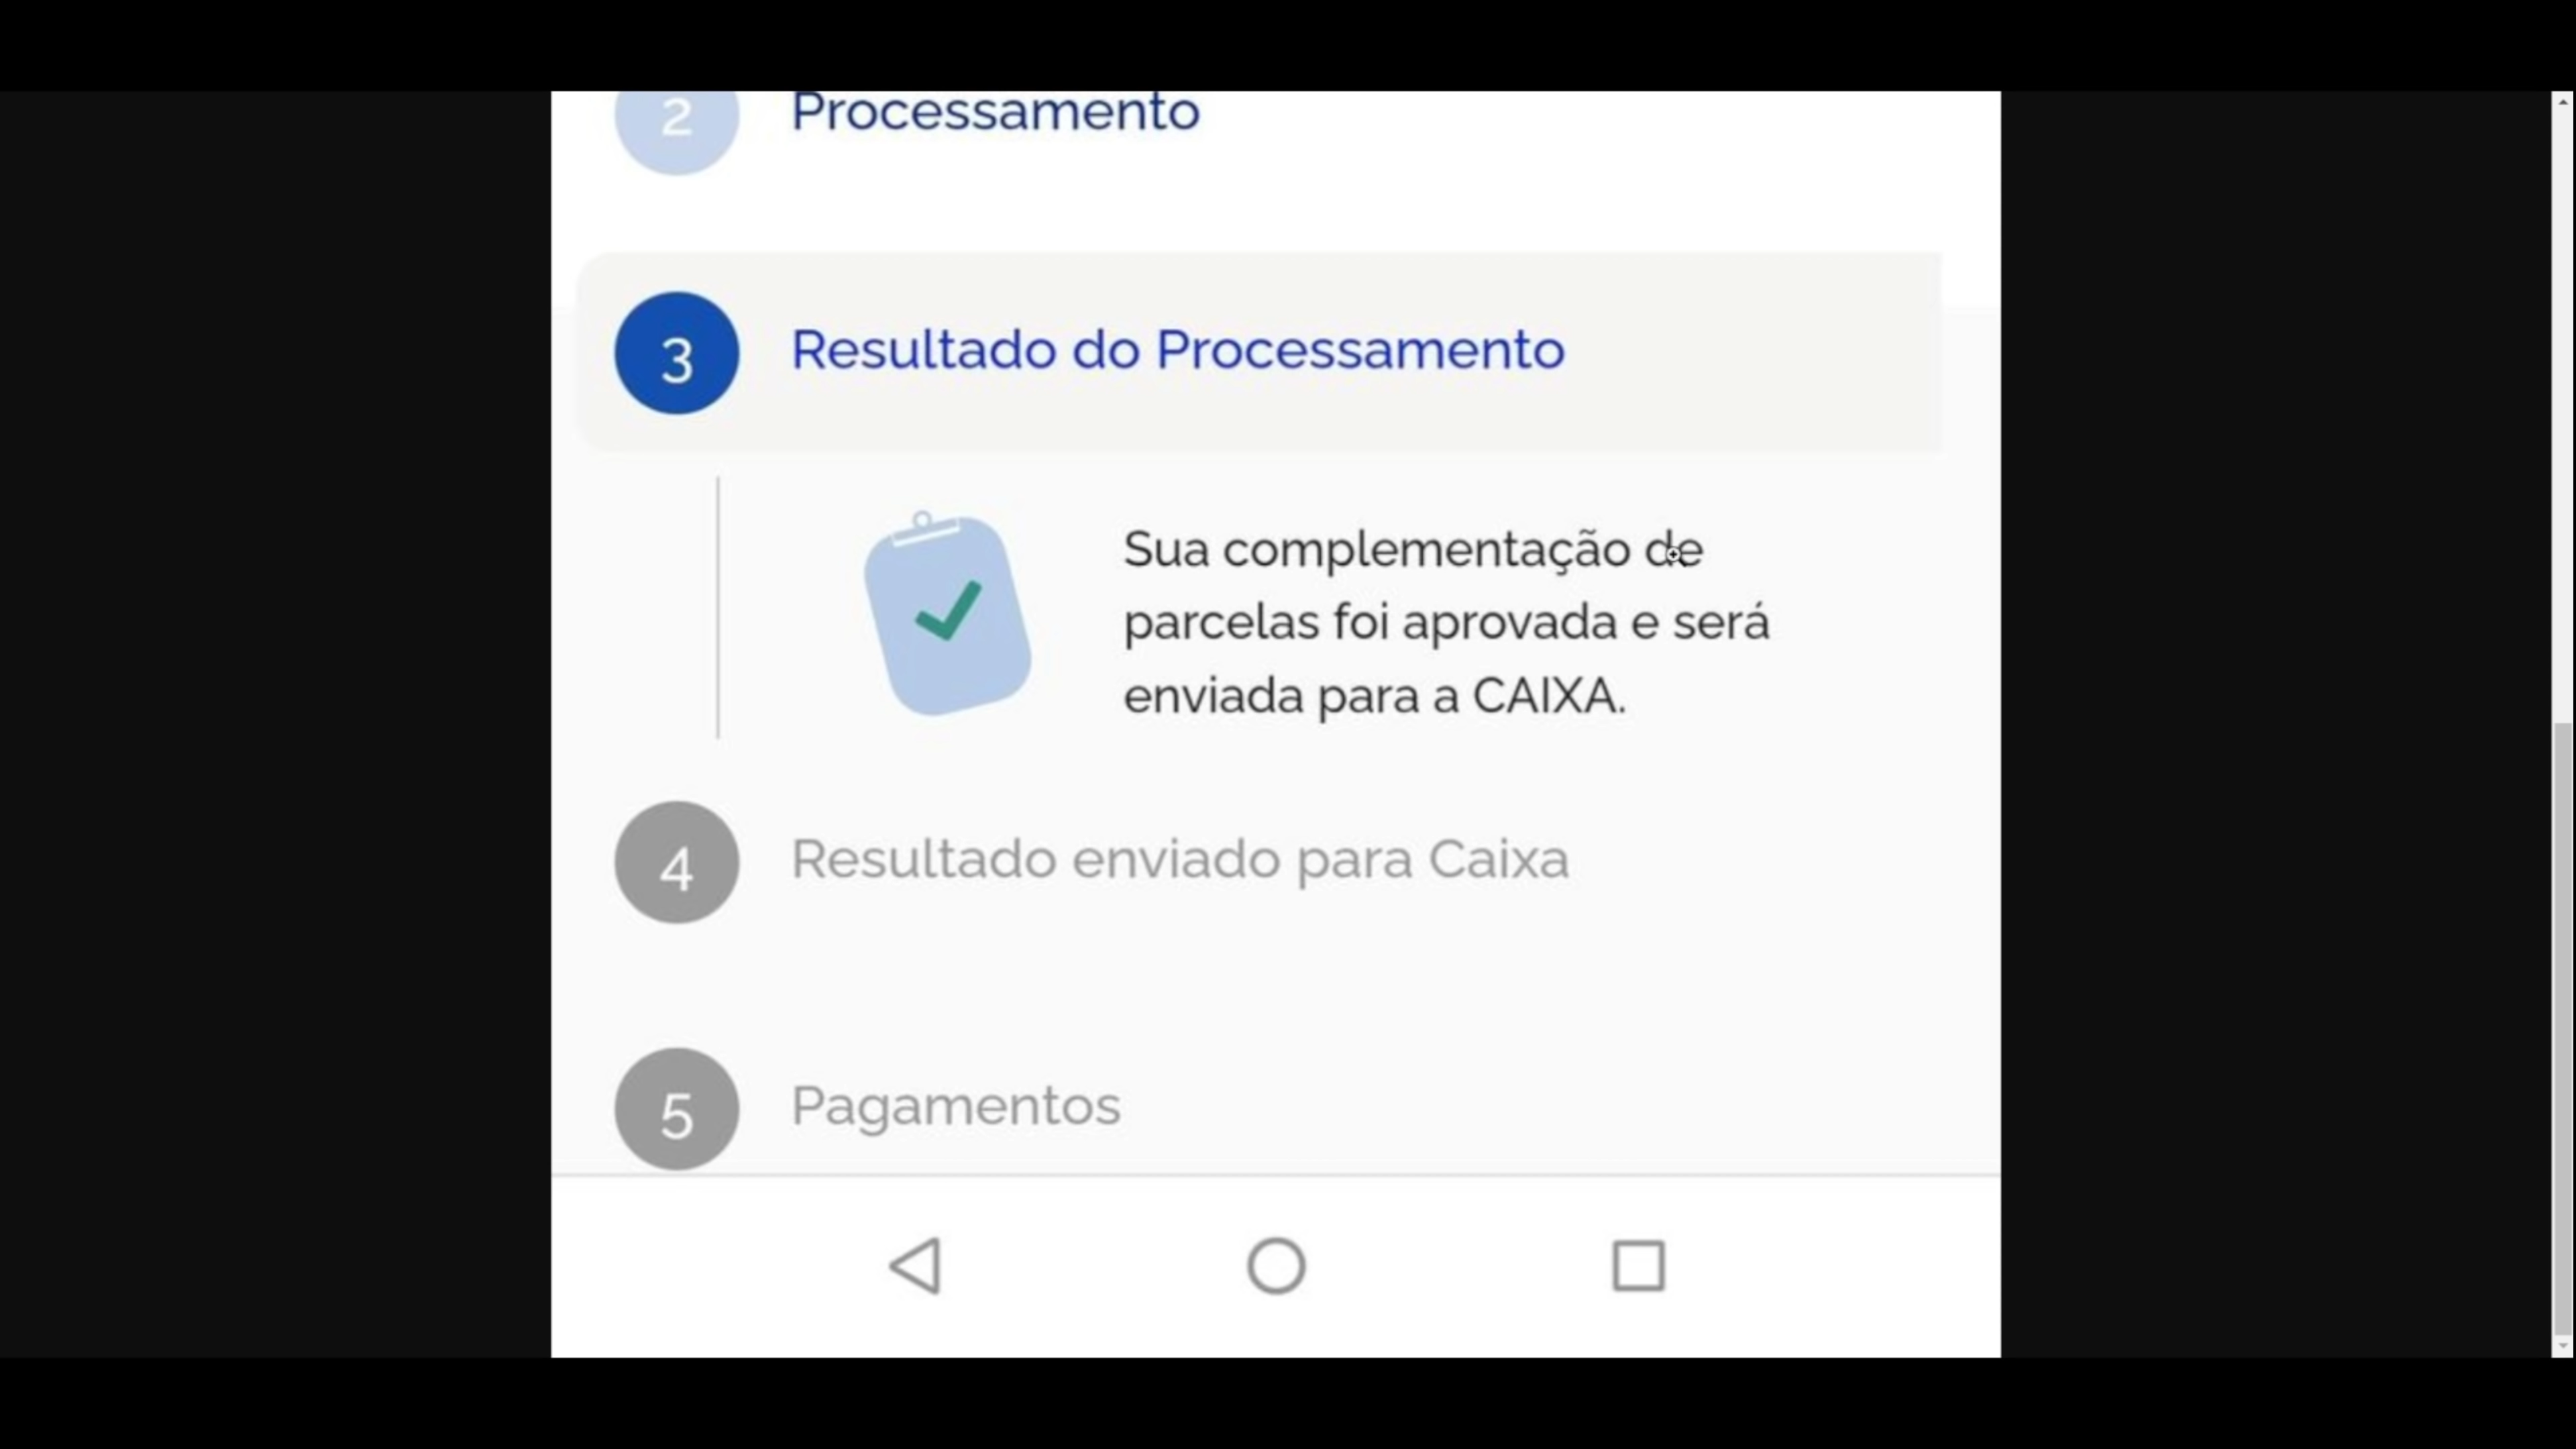 2 Processamento
3 Resultado do Processamento
Sua complementação de
parcelas foi aprovada e será
enviada para a CAIXA.
4 Resultado enviado para Caixa
5 Pagamentos